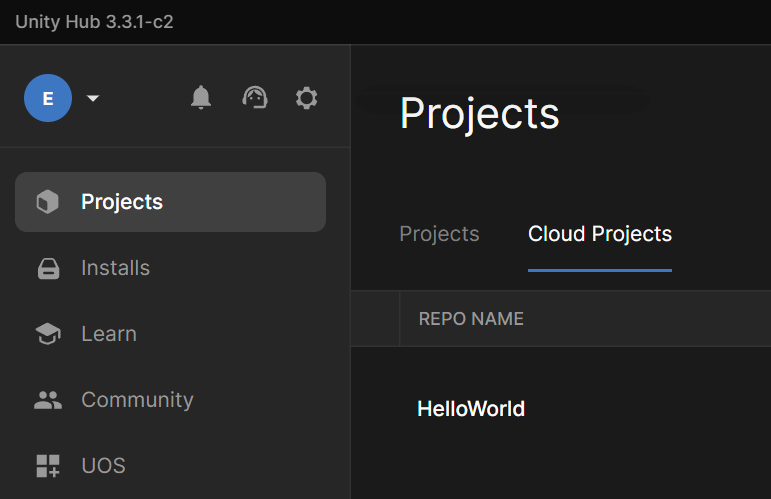 Unity Hub 3.3.1-c2
E
Projects
Installs
Learn
Community
UOS
Projects
Projects Cloud Projects
REPO NAME
HelloWorld